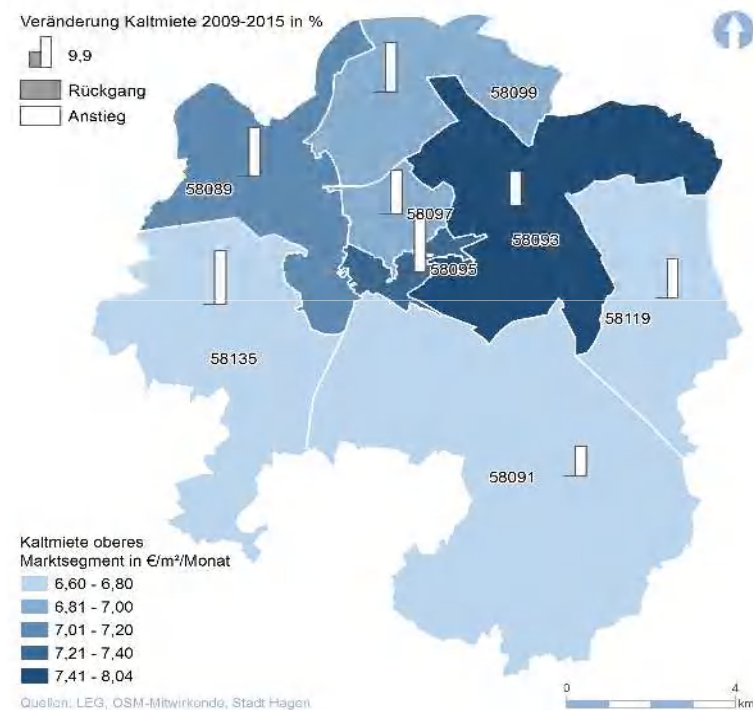 Veränderung Kaltmiete 2009-2015 in %
9,9
Rückgang
Anstieg
58099
58089
58097
58093
58095
58119
58135
58091
Kaltmiete oberes
Marktsegment in €/m²/Monat
6,60 - 6,80
6,81 - 7,00
7,01 - 7,20
7,21 - 7,40
7,41 - 8,04
Quellen: LEG, OSM-Mitwirkende, Stadt Hagen
0 4
km